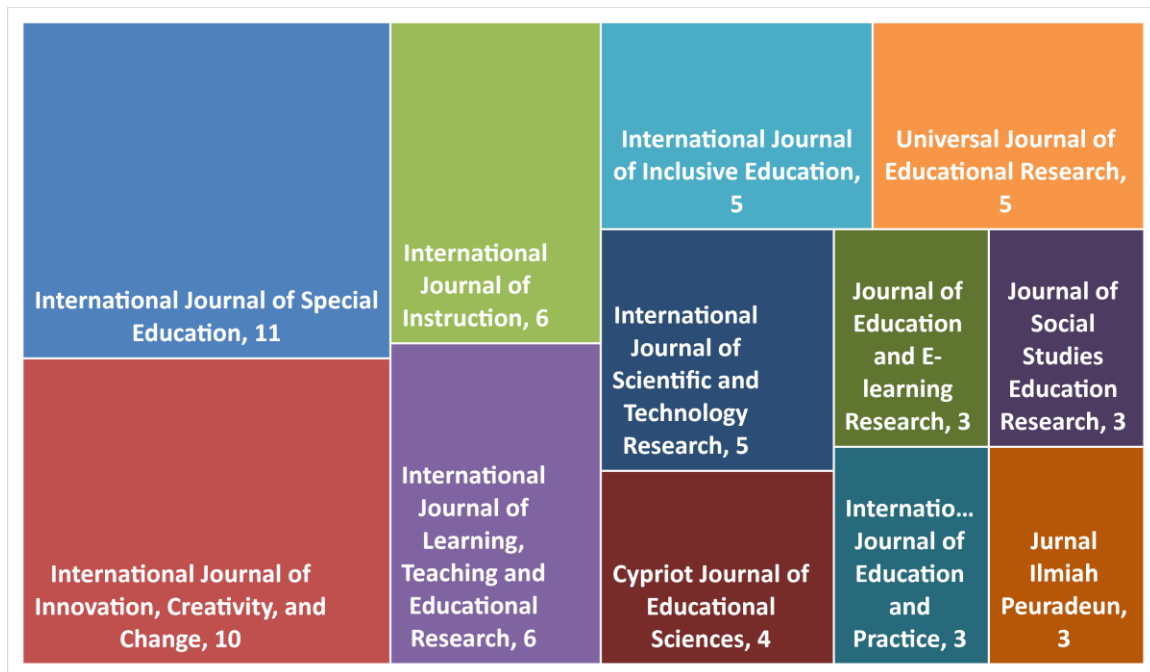 International Journal of Special
Education, 11
International Journal of
Innovation, Creativity, and
Change, 10
International
Journal of
Instruction, 6
International
Journal of
Learning,
Teaching and
Educational
Research, 6
International Journal
of Inclusive Education,
5
Universal Journal of
Educational Research,
5
International
Journal of
Scientific and
Technology
Research, 5
Cypriot Journal of
Educational
Sciences, 4
Journal of
Education
and E-
learning
Research, 3
Journal of
Social
Studies
Education
Research, 3
Internatio…
Journal of
Education
and
Practice, 3
Jurnal
Ilmiah
Peuradeun,
3